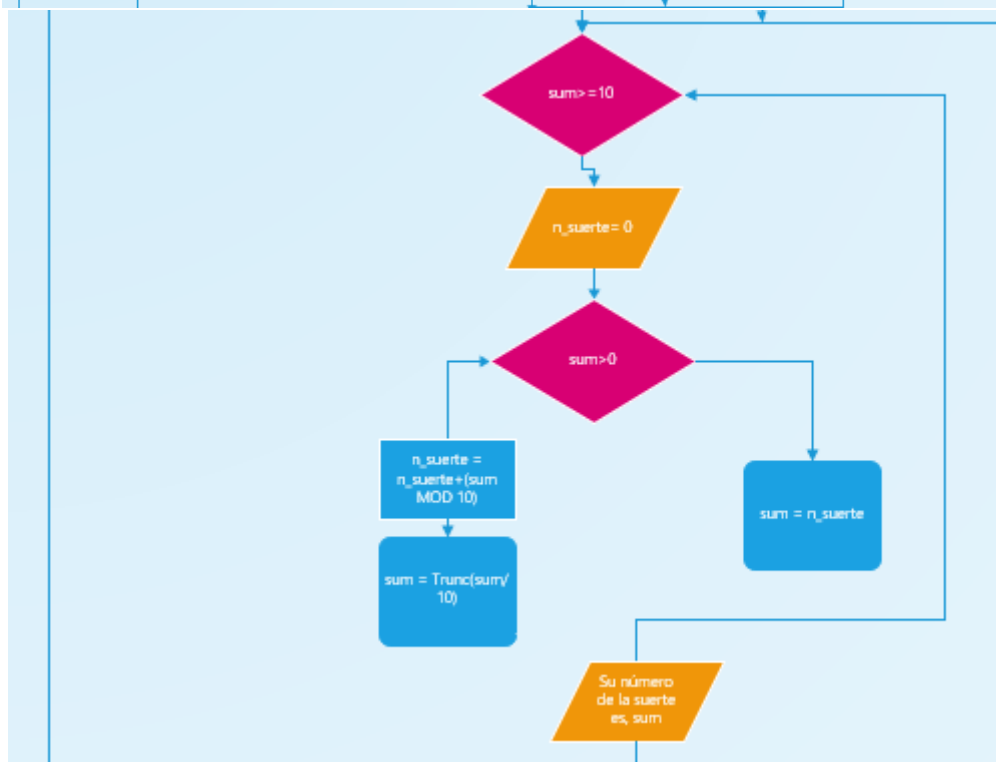 sum>=10
n_suerte= 0
sum>0
n_suerte =
n_suerte+(sum
MOD 10)
sum = Trunc(sum/
10)
sum = n_suerte
Su número
de la suerte
es, sum